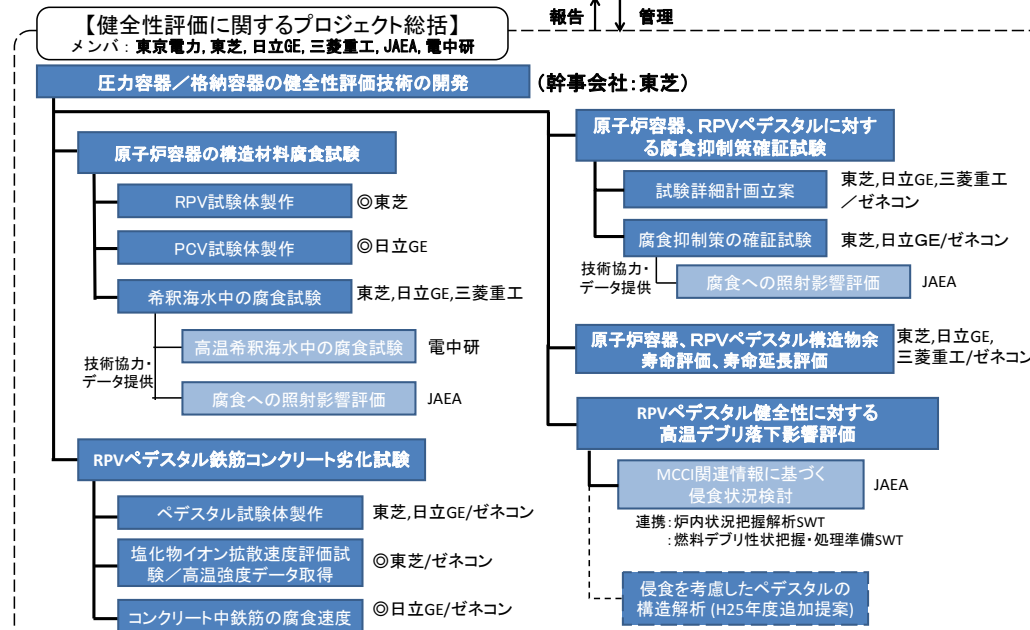 報告
管理
【健全性評価に関するプロジェクト総括】
メンバ：東京電力, 東芝, 日立GE, 三菱重工, JAEA, 電中研
圧力容器／格納容器の健全性評価技術の開発
（幹事会社：東芝）
原子炉容器の構造材料腐食試験
RPV試験体製作
◎東芝
PCV試験体製作
◎日立GE
希釈海水中の腐食試験
東芝,日立GE,三菱重工
技術協力・
データ提供
高温希釈海水中の腐食試験
電中研
腐食への照射影響評価
JAEA
RPVペデスタル鉄筋コンクリート劣化試験
ペデスタル試験体製作
東芝,日立GE/ゼネコン
塩化物イオン拡散速度評価試
験／高温強度データ取得
◎東芝/ゼネコン
コンクリート中鉄筋の腐食速度
◎日立GE/ゼネコン
原子炉容器、RPVペデスタルに対す
る腐食抑制策確証試験
試験詳細計画立案
東芝,日立GE,三菱重工
／ゼネコン
腐食抑制策の確証試験
東芝,日立GE/ゼネコン
技術協力・
データ提供
腐食への照射影響評価
JAEA
原子炉容器、RPVペデスタル構造物余
寿命評価、寿命延長評価
東芝,日立GE,
三菱重工/ゼネコン
RPVペデスタル健全性に対する
高温デブリ落下影響評価
MCCI関連情報に基づく
侵食状況検討
JAEA
連携：炉内状況把握解析SWT
：燃料デブリ性状把握・処理準備SWT
侵食を考慮したペデスタルの
構造解析 (H25年度追加提案)